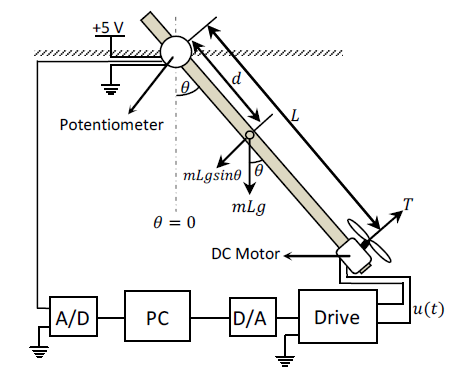 +5 V
θ
d
L
Potentiometer
mLgsinθ
θ
mLg
T
θ = 0
DC Motor
u(t)
A/D
PC
D/A
Drive